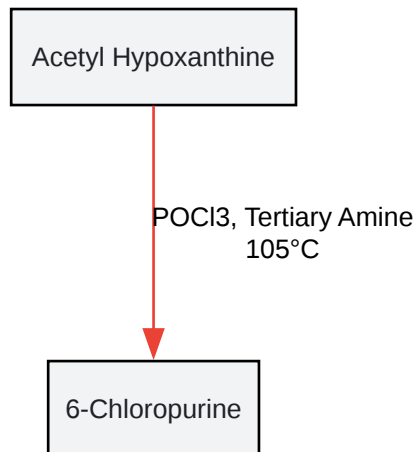 Acetyl Hypoxanthine
POCl3, Tertiary Amine
105°C
6-Chloropurine